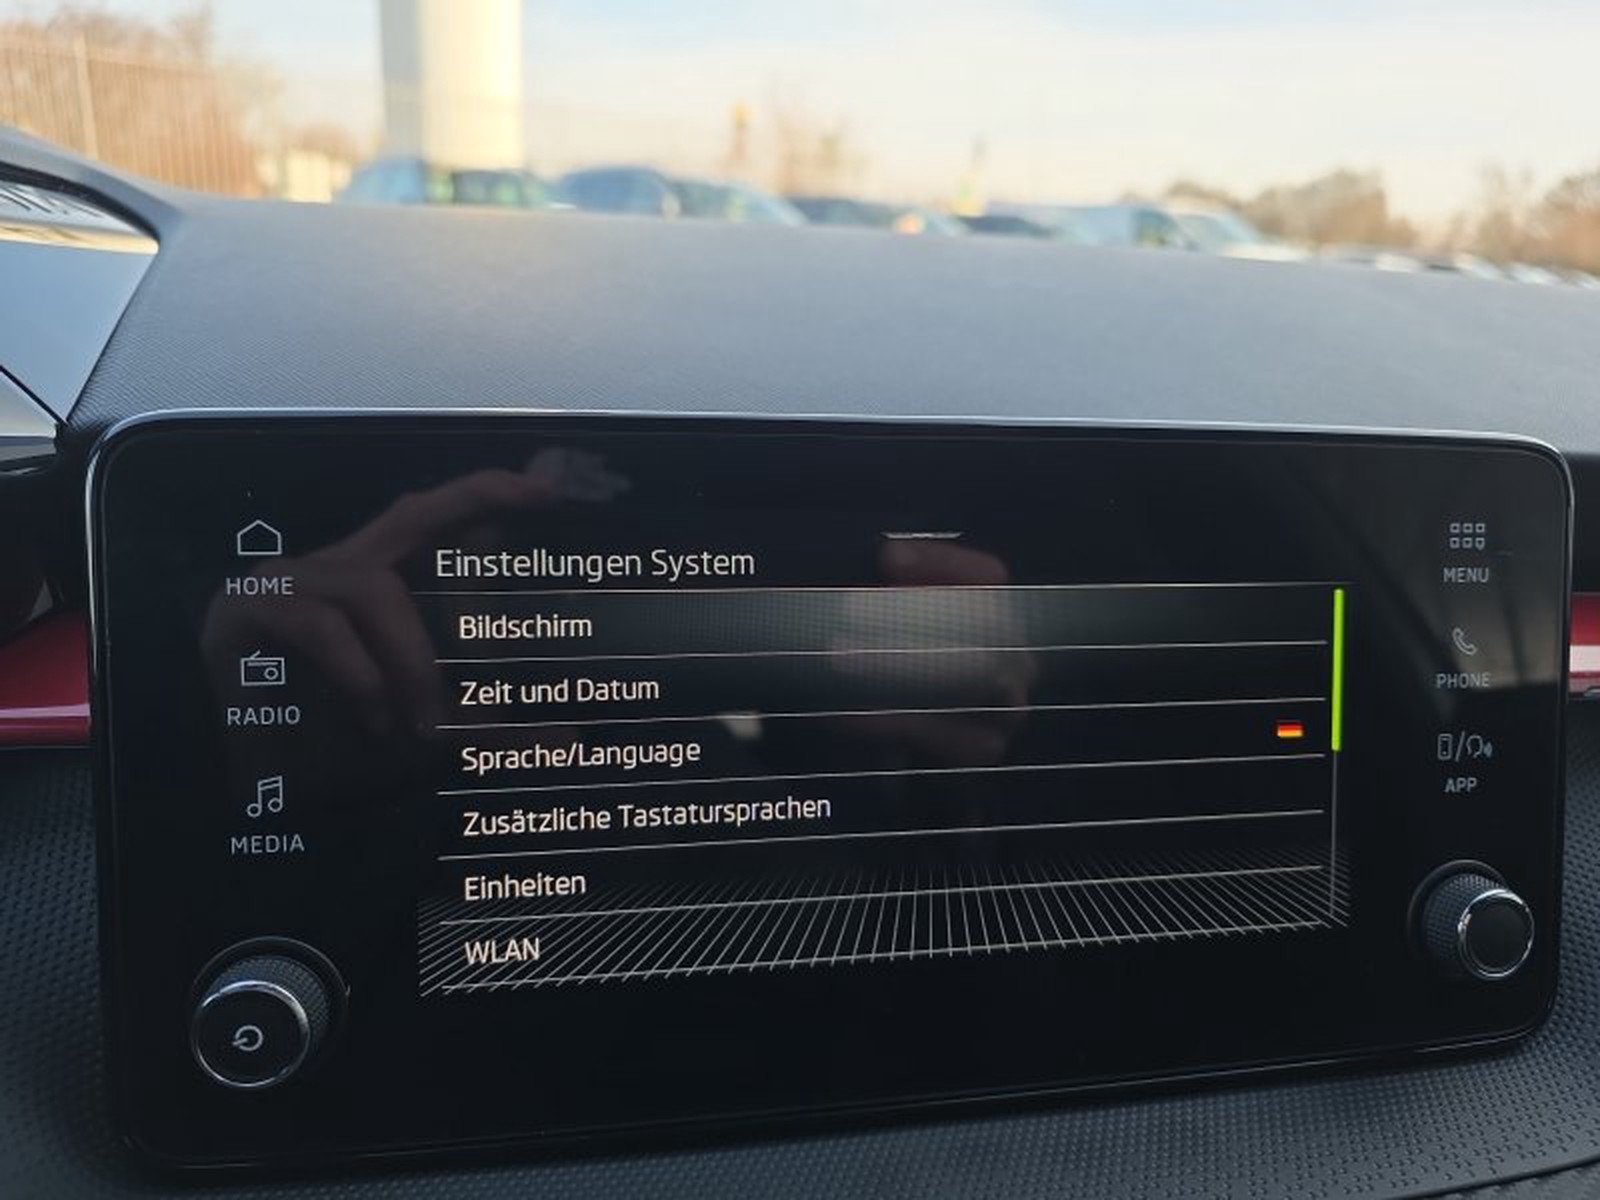 HOME
RADIO
MEDIA
Einstellungen System
Bildschirm
Zeit und Datum
Sprache/Language
Zusätzliche Tastatursprachen
Einheiten
WLAN
MENU
PHONE
APP